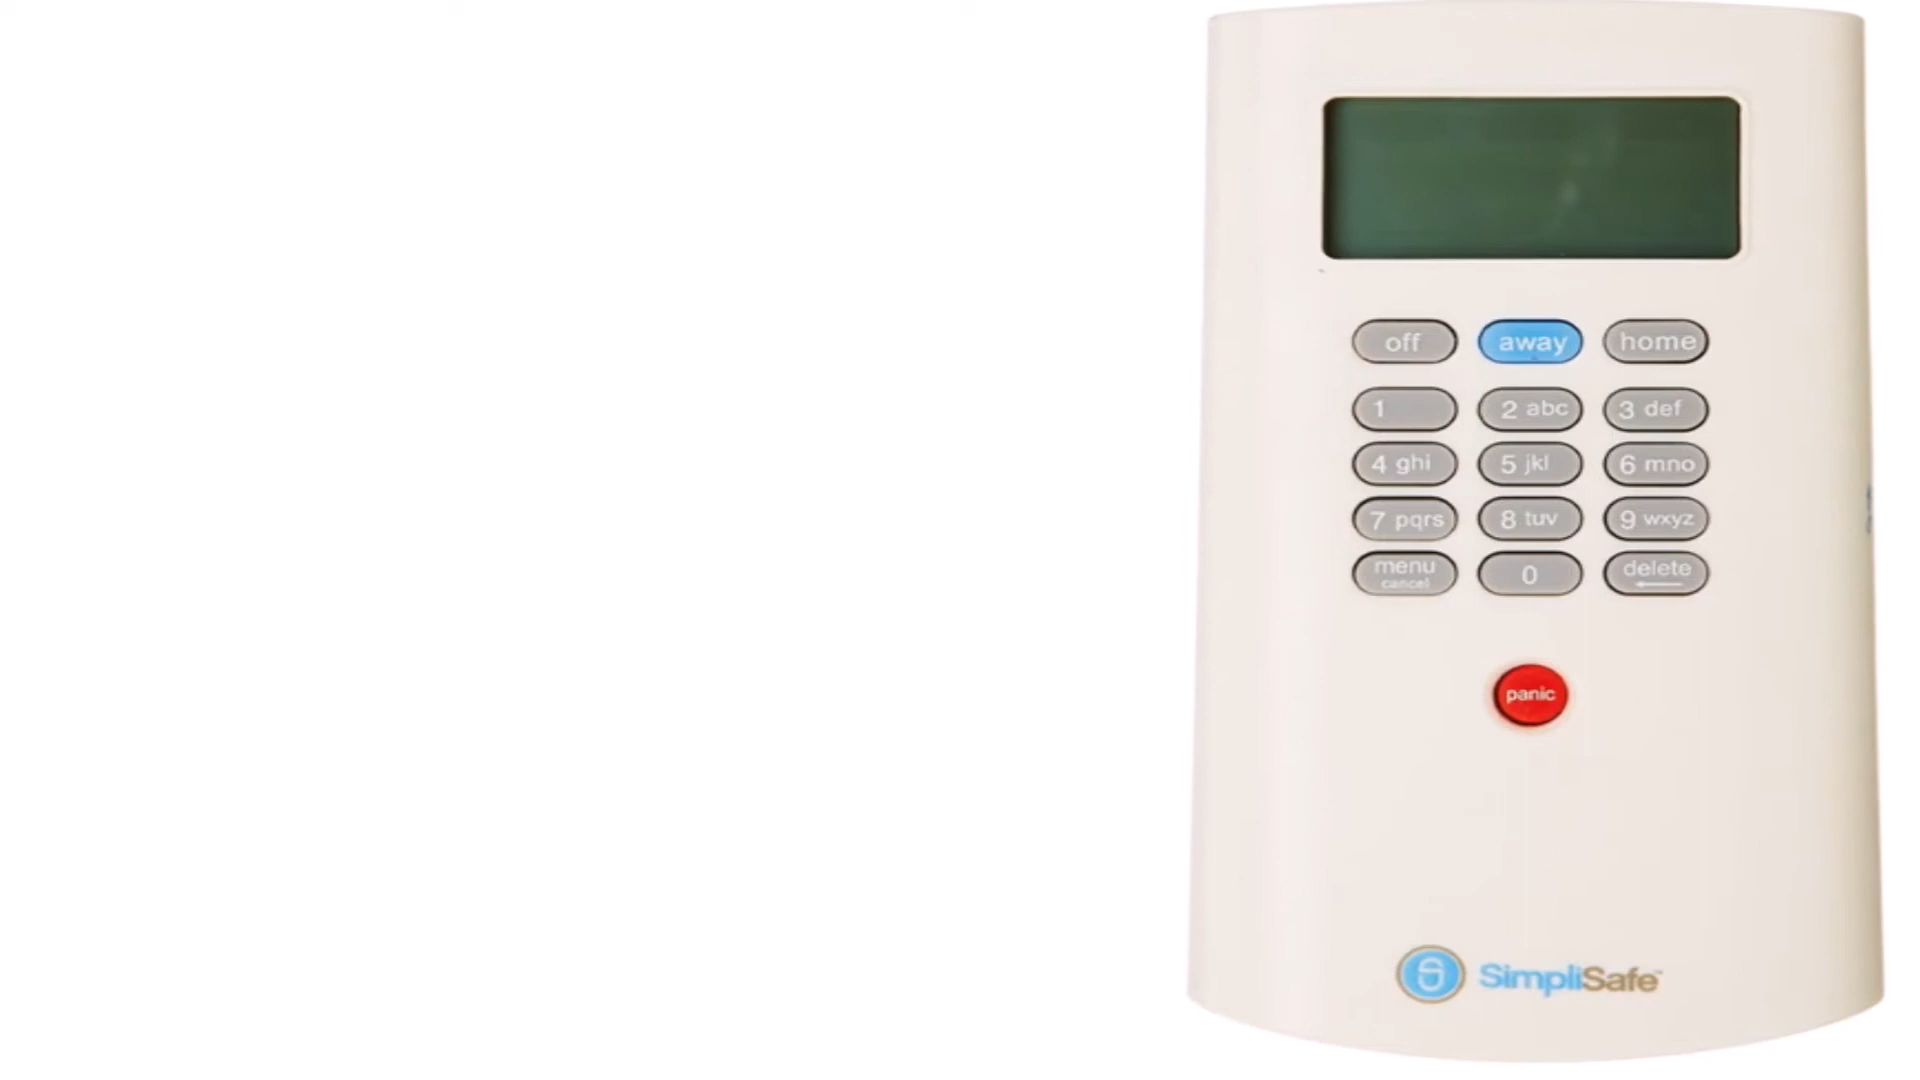 off away home
1 2 abc 3 def
4 ghi 5 jkl 6 mno
7 pqrs 8 tuv 9 wxyz
menu 0 delete
cancel
panic
SimpliSafe™